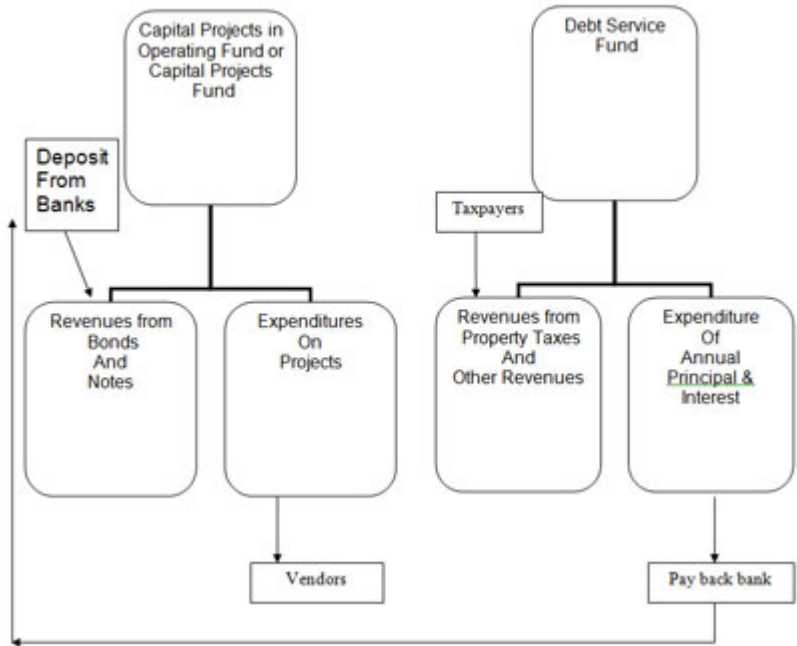 Capital Projects in
Operating Fund or
Capital Projects
Fund
Debt Service
Fund
Deposit
From
Banks
Taxpayers
Revenues from
Bonds
And
Notes
Expenditures
On
Projects
Revenues from
Property Taxes
And
Other Revenues
Expenditure
Of
Annual
Principal &
Interest
Vendors
Pay back bank